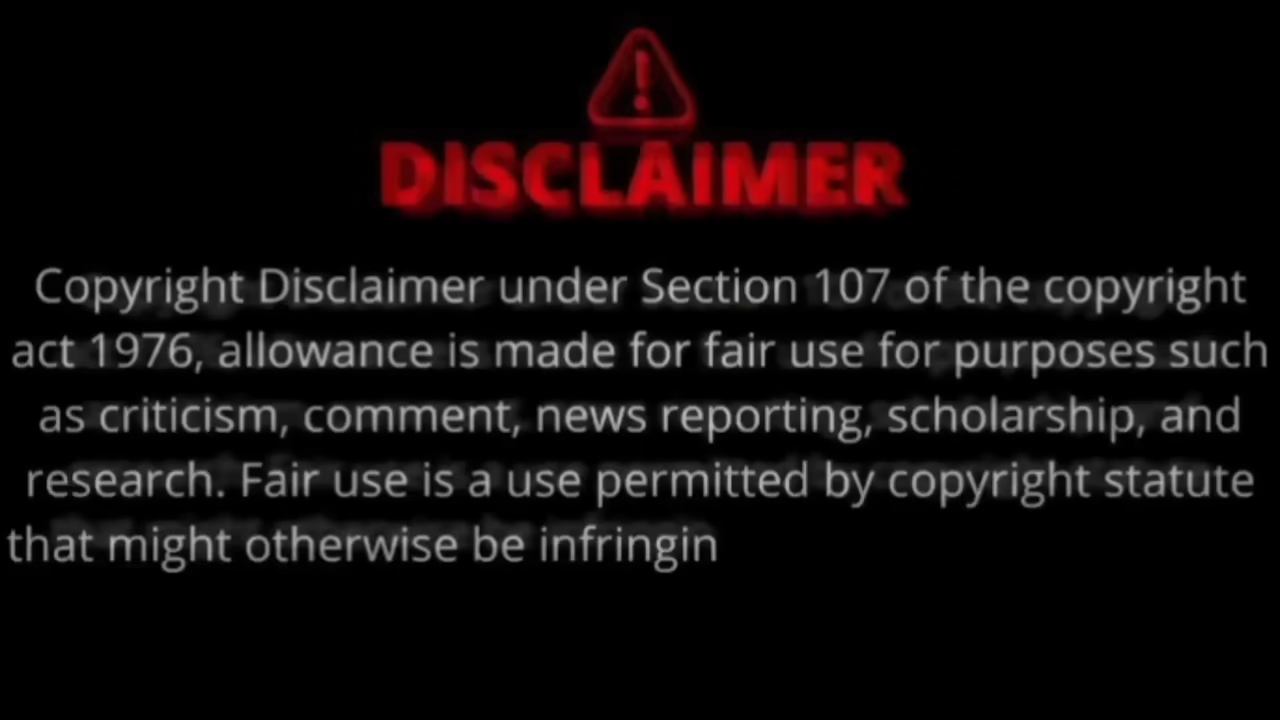 DISCLAIMER
Copyright Disclaimer under Section 107 of the copyright
act 1976, allowance is made for fair use for purposes such
as criticism, comment, news reporting, scholarship, and
research. Fair use is a use permitted by copyright statute
that might otherwise be infringin